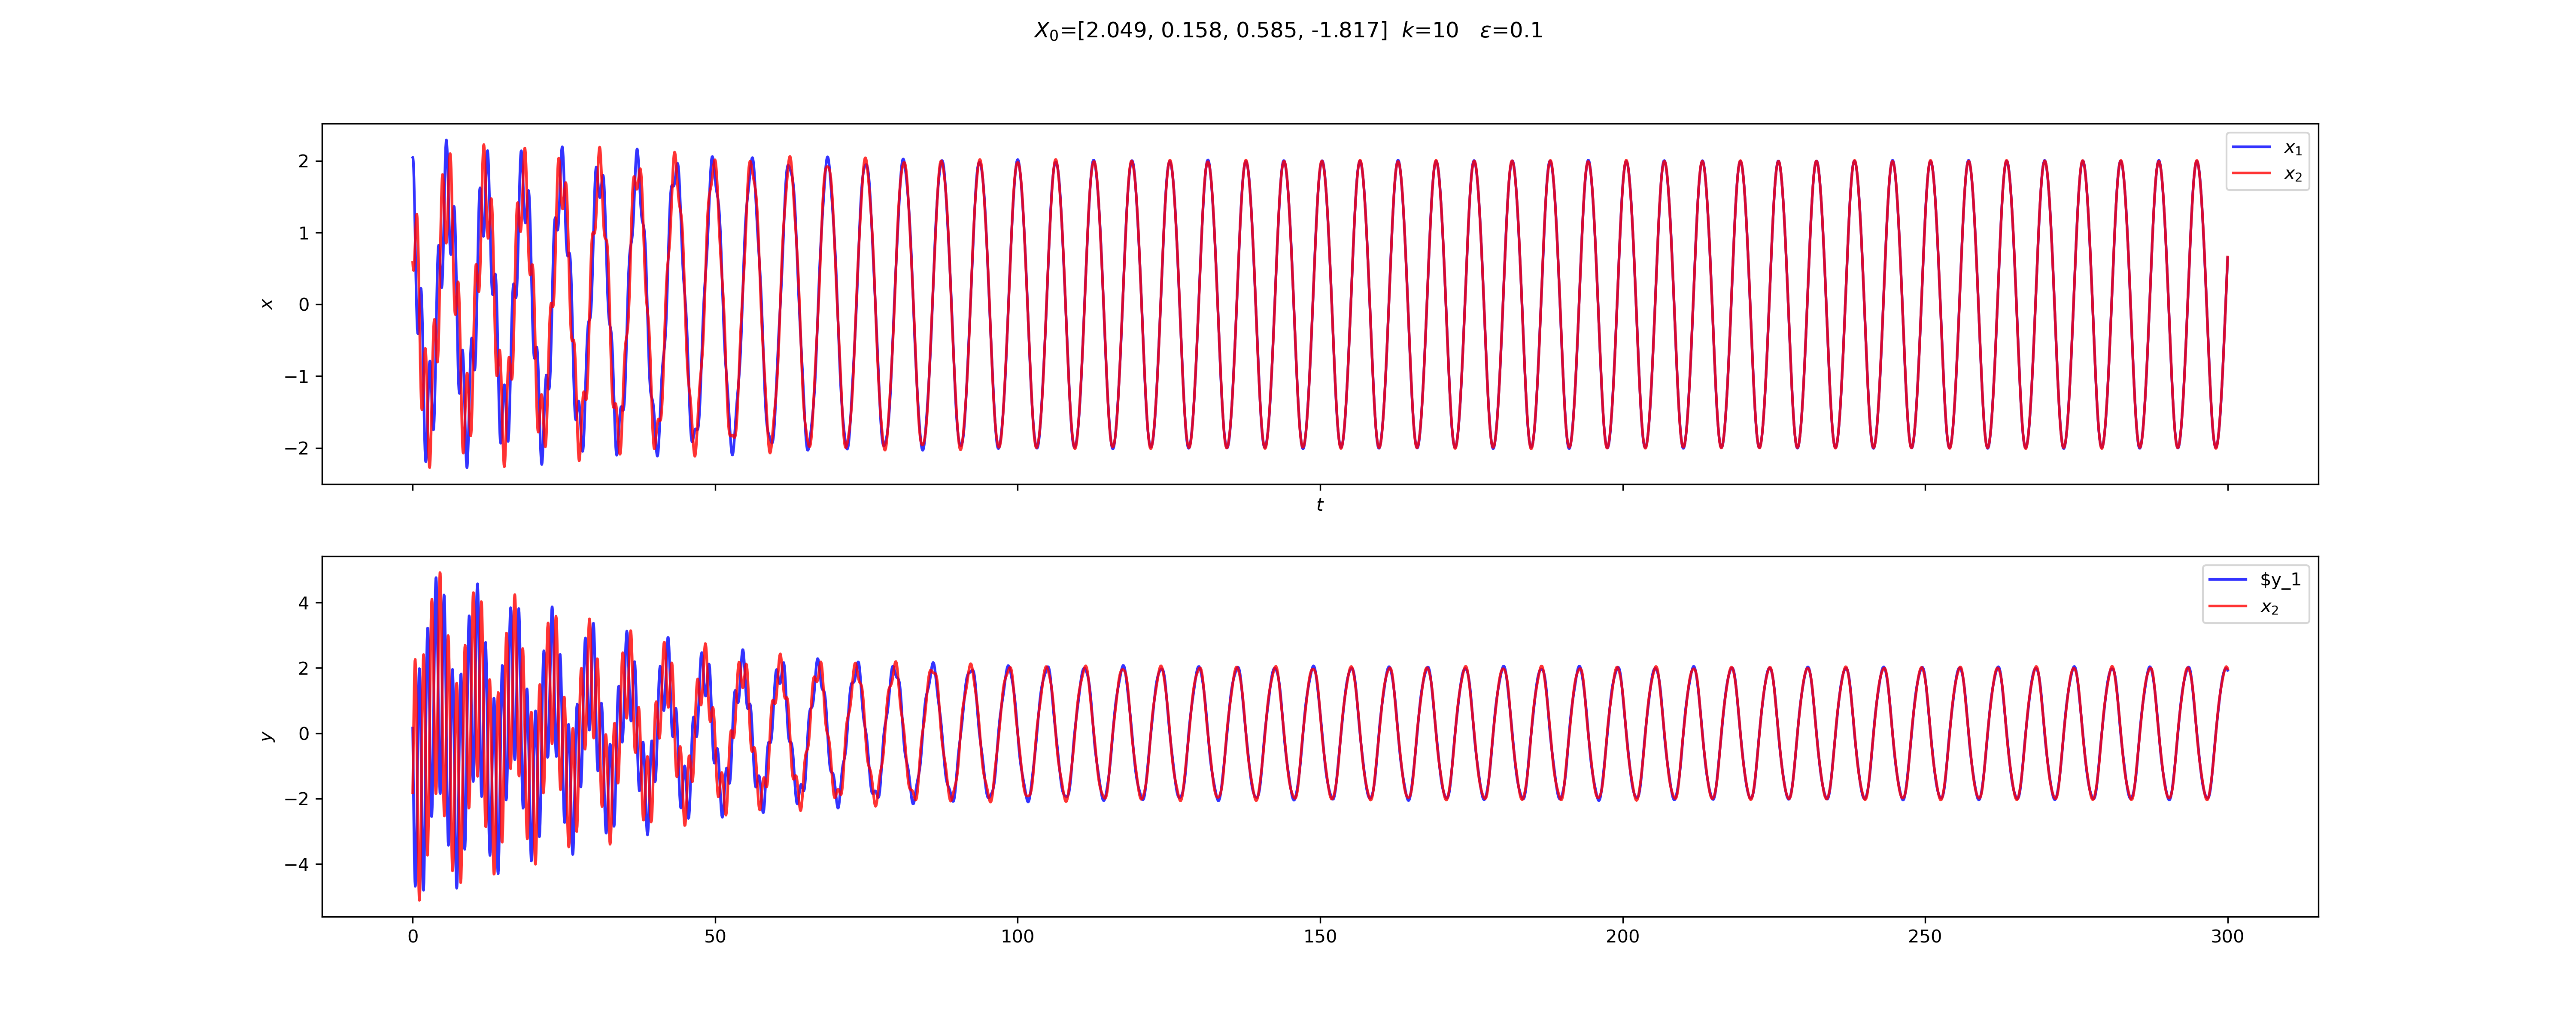 X₀=[2.049, 0.158, 0.585, -1.817] k=10 ε=0.1
x₁
x₂
2
1
0
−1
−2
x
t
$y_1
x₂
4
2
0
−2
−4
y
0 50 100 150 200 250 300